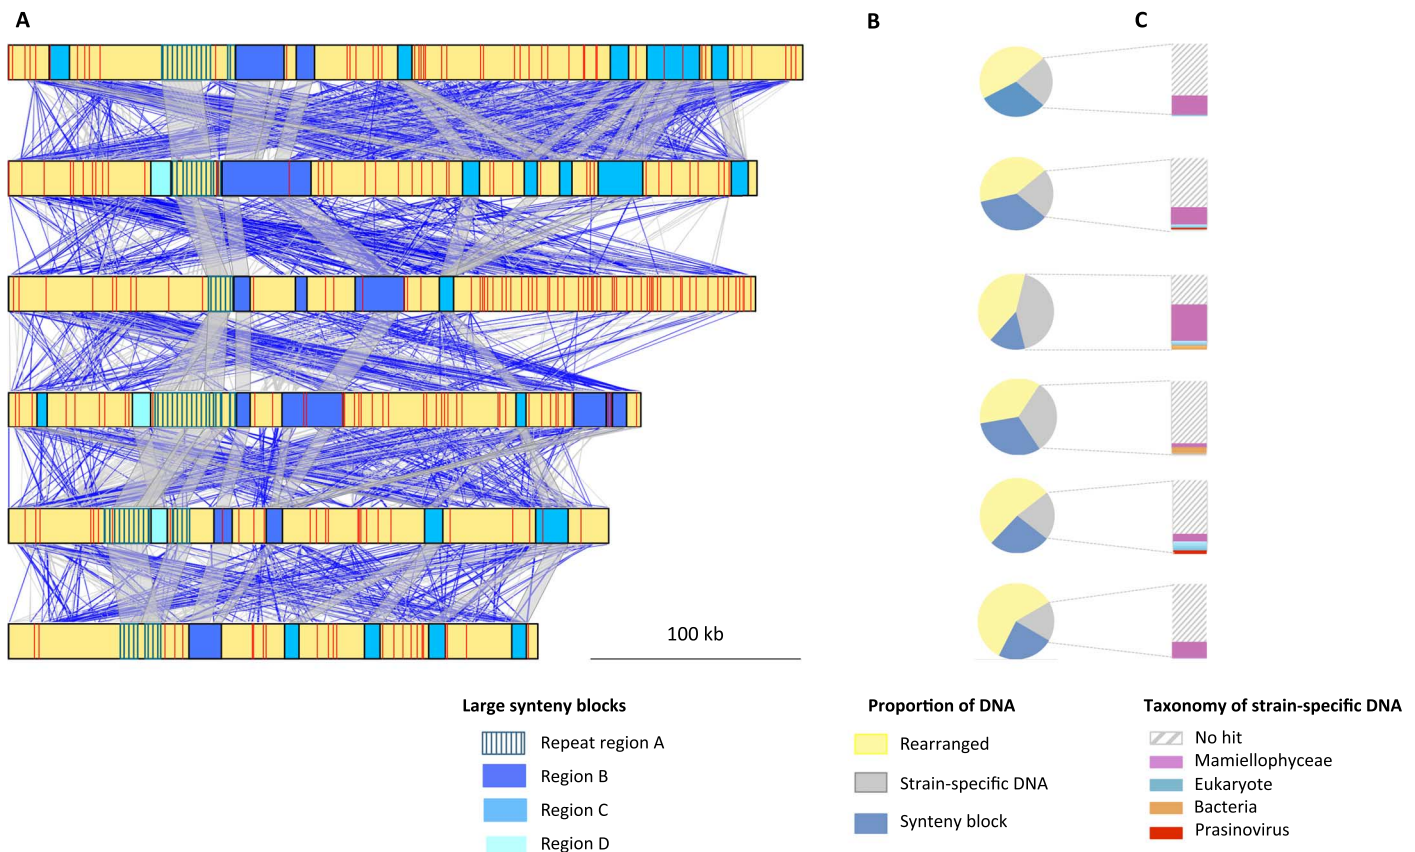 A
B
C
100 kb
Large synteny blocks
Repeat region A
Region B
Region C
Region D
Proportion of DNA
Rearranged
Strain-specific DNA
Synteny block
Taxonomy of strain-specific DNA
No hit
Mamiellophyceae
Eukaryote
Bacteria
Prasinovirus